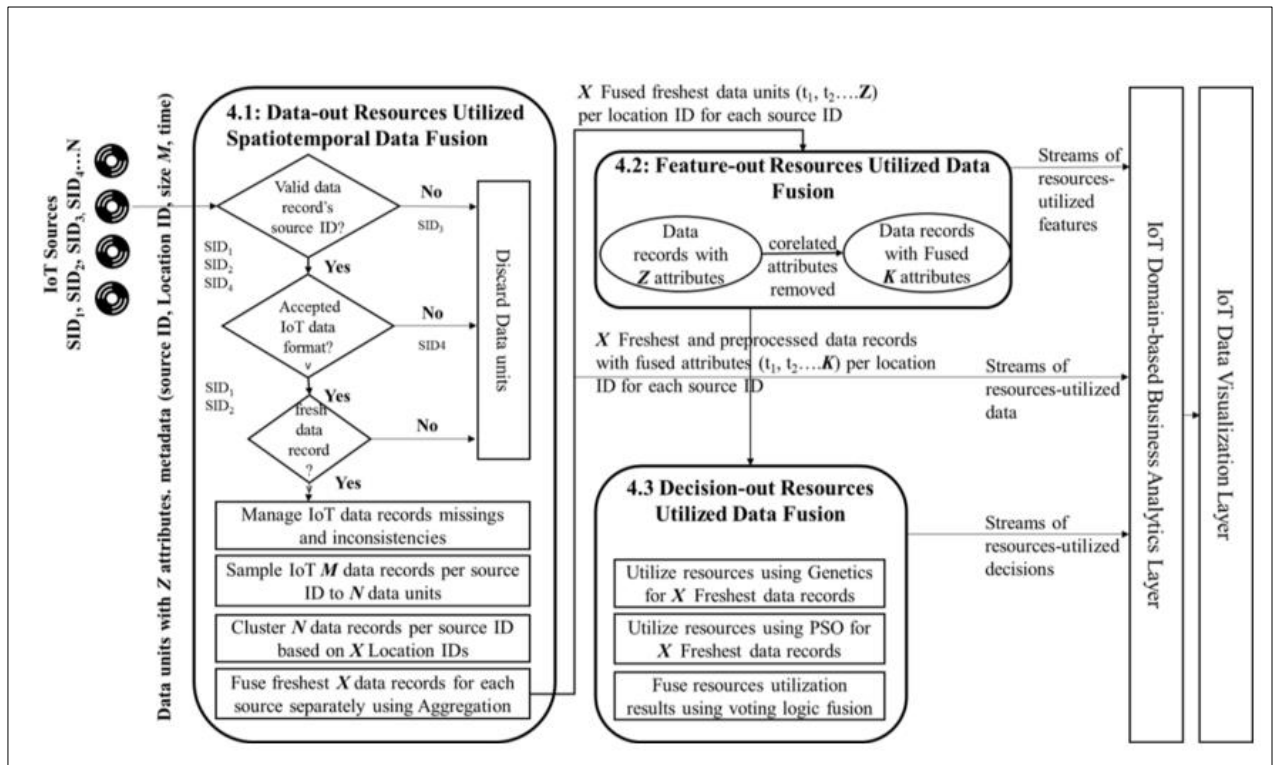 IoT Sources
SID₁, SID₂, SID₃, SID₄…N
Data units with Z attributes. metadata (source ID, Location ID, size M, time)
4.1: Data-out Resources Utilized
Spatiotemporal Data Fusion
Valid data
record's
source ID?
No
SID₃
SID₁
SID₂
SID₄
Yes
Accepted
IoT data
format?
v
No
SID4
SID₁
SID₂
Yes
fresh
data
record
?
No
Yes
Discard Data units
Manage IoT data records missings
and inconsistencies
Sample IoT M data records per source
ID to N data units
Cluster N data records per source ID
based on X Location IDs
Fuse freshest X data records for each
source separately using Aggregation
X Fused freshest data units (t₁, t₂….Z)
per location ID for each source ID
4.2: Feature-out Resources Utilized Data
Fusion
Data
records with
Z attributes
corelated
attributes
removed
Data records
with Fused
K attributes
X Freshest and preprocessed data records
with fused attributes (t₁, t₂….K) per location
ID for each source ID
4.3 Decision-out Resources
Utilized Data Fusion
Utilize resources using Genetics
for X Freshest data records
Utilize resources using PSO for
X Freshest data records
Fuse resources utilization
results using voting logic fusion
Streams of
resources-
utilized
features
Streams of
resources-utilized
data
Streams of
resources-utilized
decisions
IoT Domain-based Business Analytics Layer
IoT Data Visualization Layer